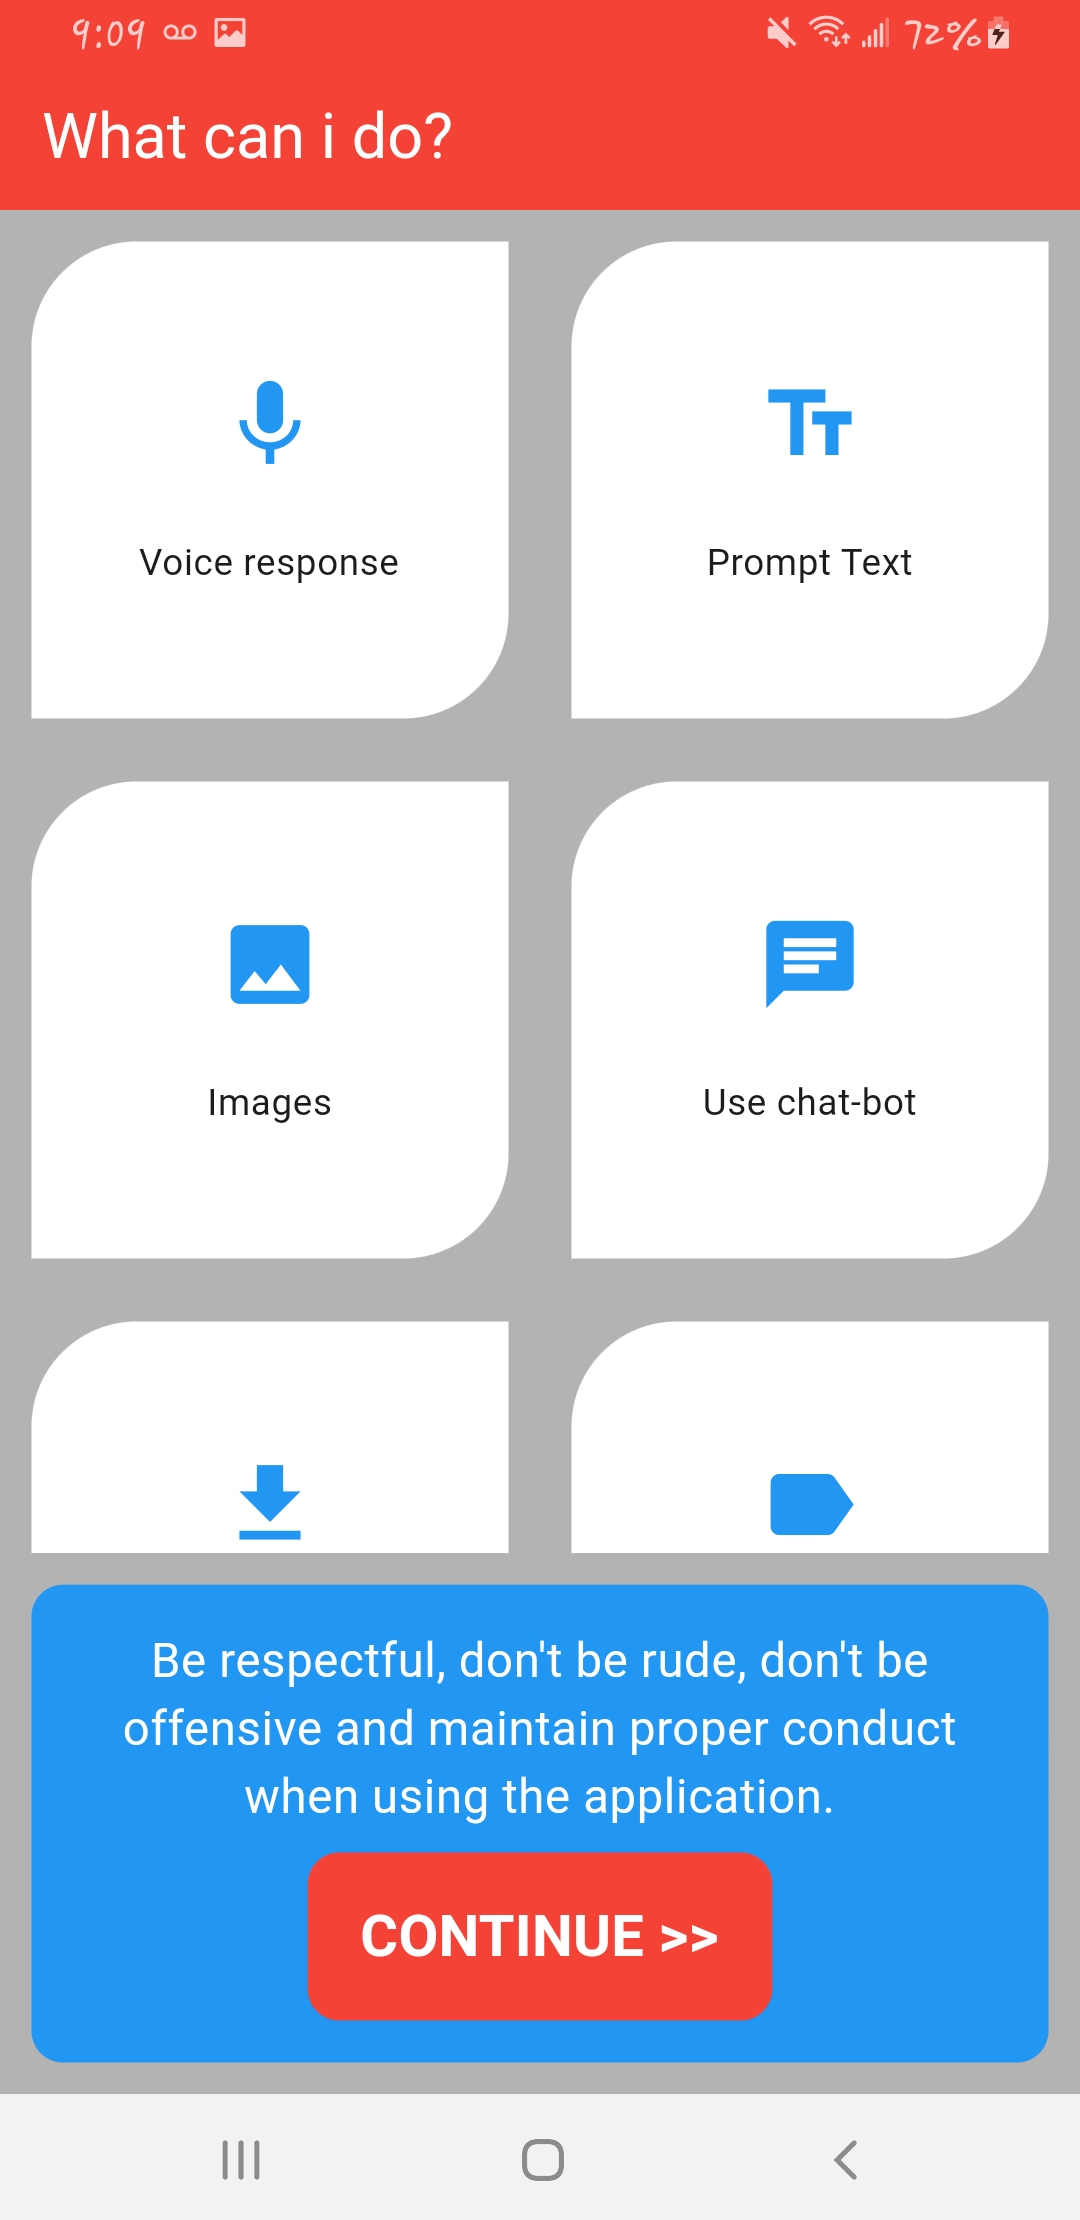 9:09 72%
What can i do?
Voice response Prompt Text
Images Use chat-bot
Be respectful, don't be rude, don't be
offensive and maintain proper conduct
when using the application.
CONTINUE >>